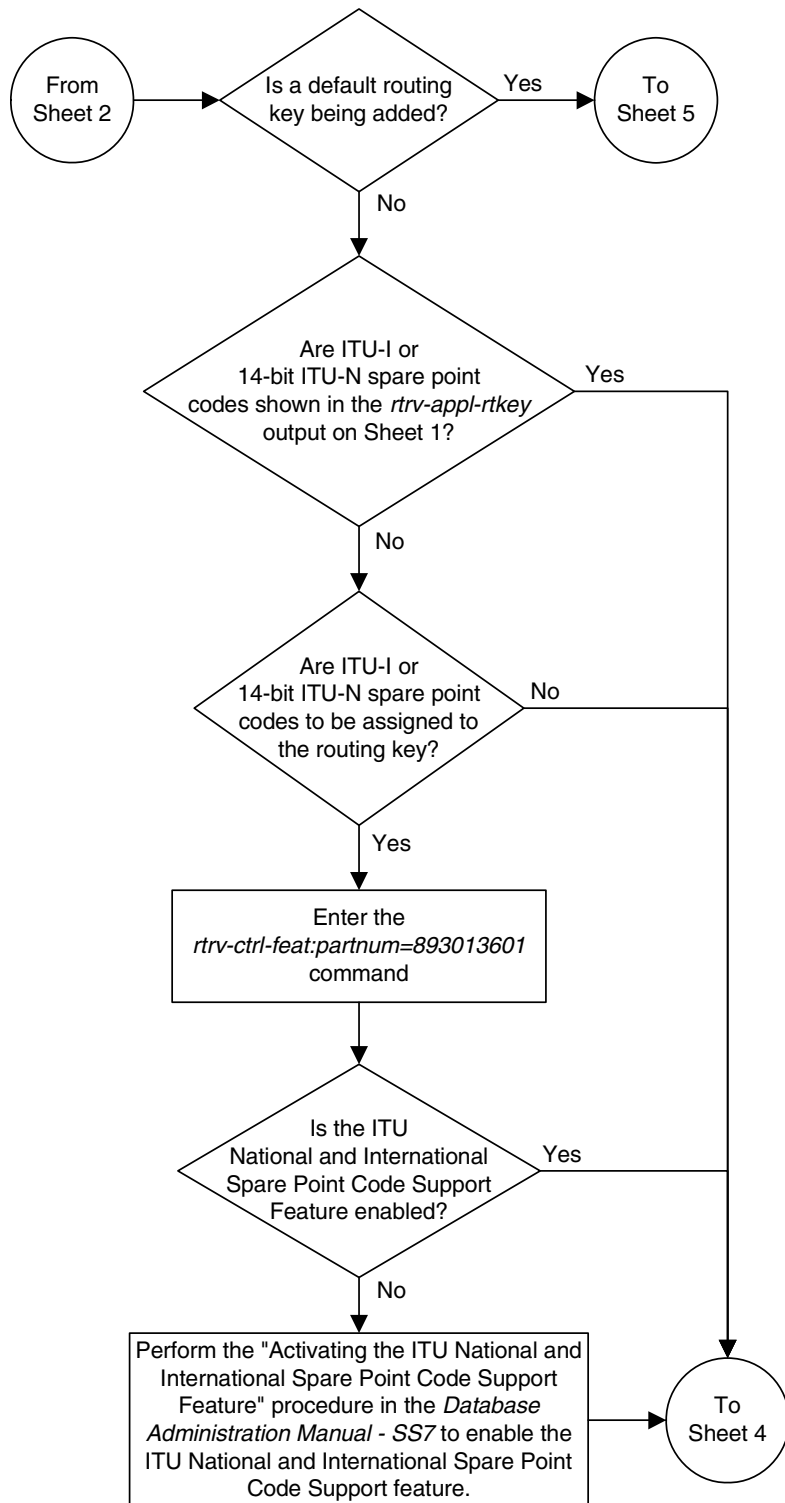 From
Sheet 2
Is a default routing
key being added?
Yes
To
Sheet 5
No
Are ITU-I or
14-bit ITU-N spare point
codes shown in the rtrv-appl-rtkey
output on Sheet 1?
Yes
No
Are ITU-I or
14-bit ITU-N spare point
codes to be assigned to
the routing key?
No
Yes
Enter the
rtrv-ctrl-feat:partnum=893013601
command
Is the ITU
National and International
Spare Point Code Support
Feature enabled?
Yes
No
Perform the "Activating the ITU National and
International Spare Point Code Support
Feature" procedure in the Database
Administration Manual - SS7 to enable the
ITU National and International Spare Point
Code Support feature.
To
Sheet 4